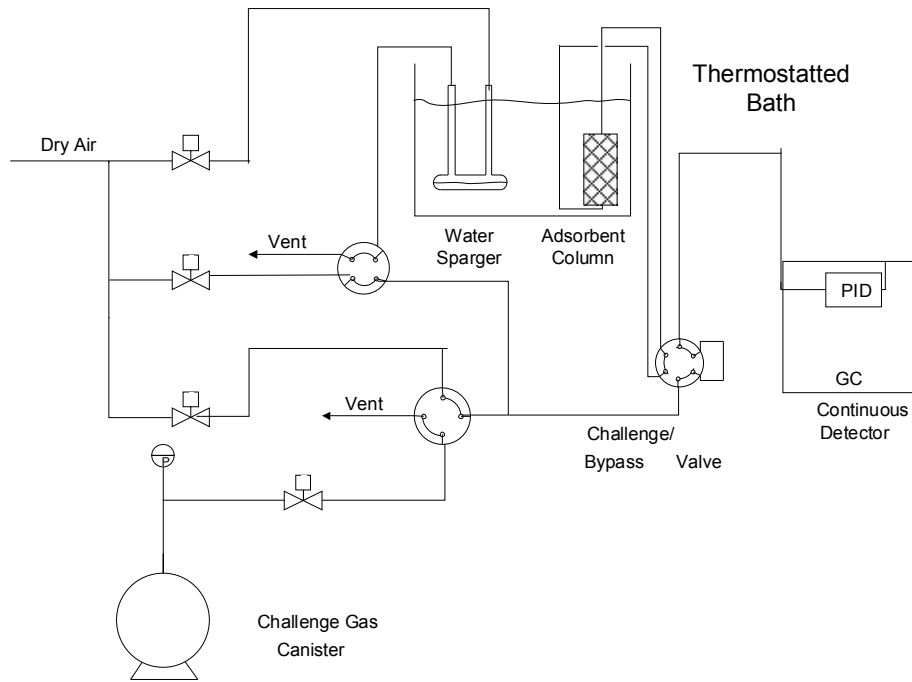 Thermostatted
Bath
Dry Air
Water
Sparger
Adsorbent
Column
Vent
PID
GC
Continuous
Detector
Vent
Challenge/
Bypass Valve
P
Challenge Gas
Canister